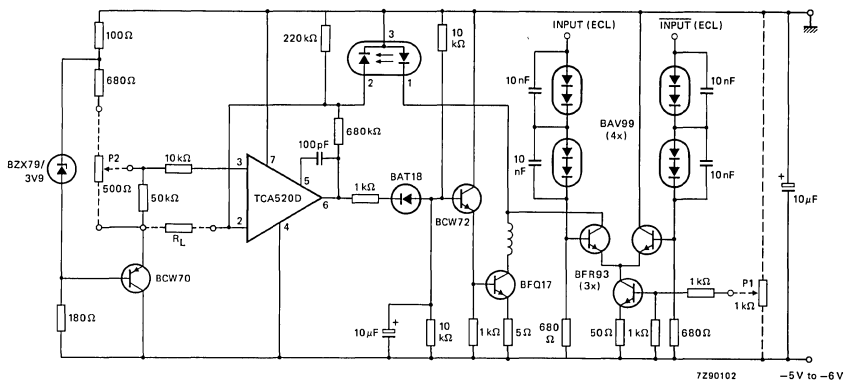 INPUT (ECL)
INPUT (ECL)
100Ω
220kΩ
3
10
kΩ
680Ω
2
1
10nF
10nF
BAV99
(4x)
680kΩ
7
100pF
BZX79/
3V9
P2
500Ω
10kΩ
3
5
TCA520D
6
1kΩ
BAT18
10
nF
10nF
+
10µF
50kΩ
RL
2
4
BCW72
BFR93
(3x)
BCW70
BFQ17
1kΩ
P1
1kΩ
180Ω
10µF
+
10
kΩ
1kΩ
5Ω
680
Ω
50Ω
1kΩ
680Ω
7Z90102
−5V to −6V